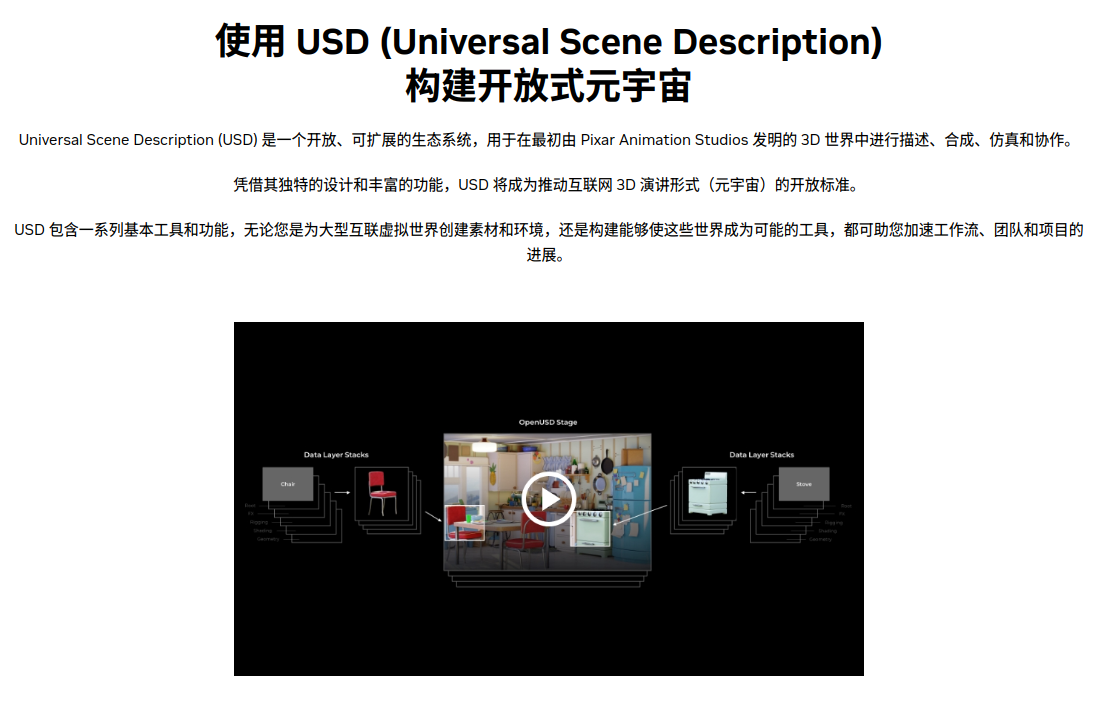 使用 USD (Universal Scene Description)
构建开放式元宇宙
Universal Scene Description (USD) 是一个开放、可扩展的生态系统，用于在最初由 Pixar Animation Studios 发明的 3D 世界中进行描述、合成、仿真和协作。
凭借其独特的设计和丰富的功能，USD 将成为推动互联网 3D 演讲形式（元宇宙）的开放标准。
USD 包含一系列基本工具和功能，无论您是为大型互联虚拟世界创建素材和环境，还是构建能够使这些世界成为可能的工具，都可助您加速工作流、团队和项目的
进展。
OpenUSD Stage
Data Layer Stacks
Chair
Rigging
Shading
Geometry
Data Layer Stacks
Stove
Rigging
Shading
Geometry